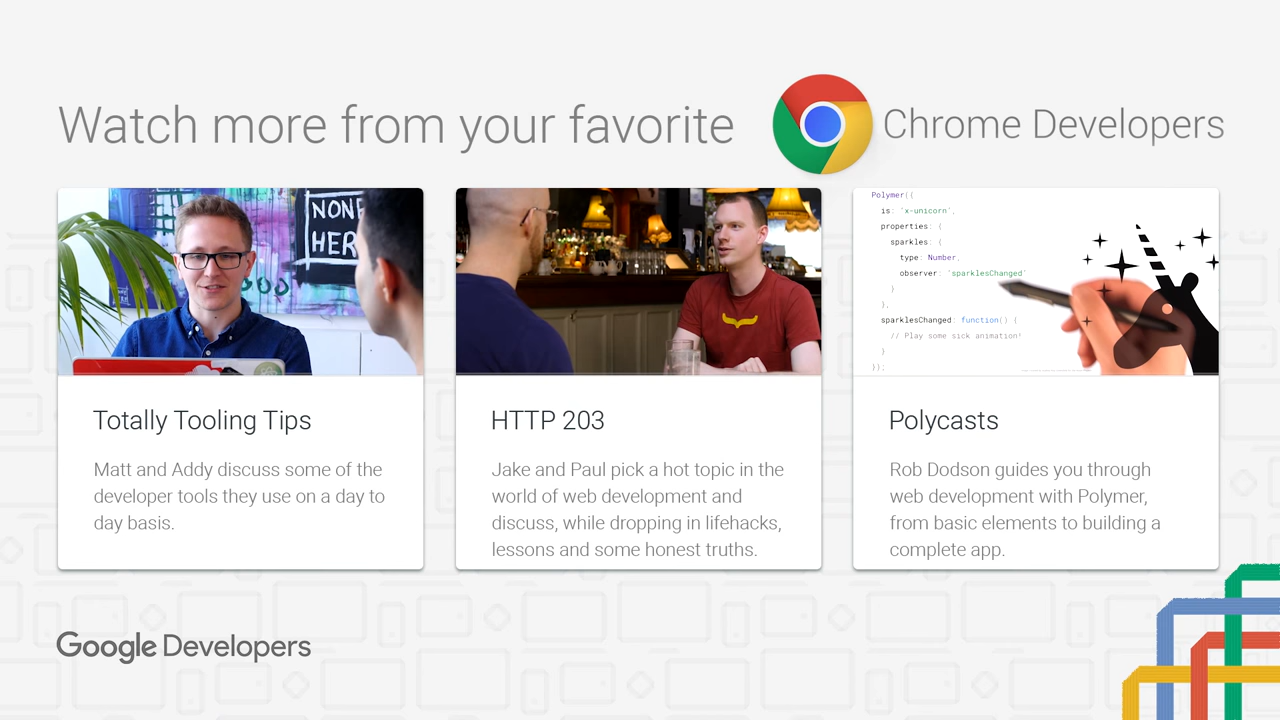 Watch more from your favorite
Chrome Developers
NONE
HER
Polymer({
is: 'x-unicorn',
properties: {
sparkles: {
type: Number,
observer: 'sparklesChanged'
}
},
sparklesChanged: function() {
// Play some sick animation!
}
});
Totally Tooling Tips
Matt and Addy discuss some of the
developer tools they use on a day to
day basis.
HTTP 203
Jake and Paul pick a hot topic in the
world of web development and
discuss, while dropping in lifehacks,
lessons and some honest truths.
Polycasts
Rob Dodson guides you through
web development with Polymer,
from basic elements to building a
complete app.
Google Developers